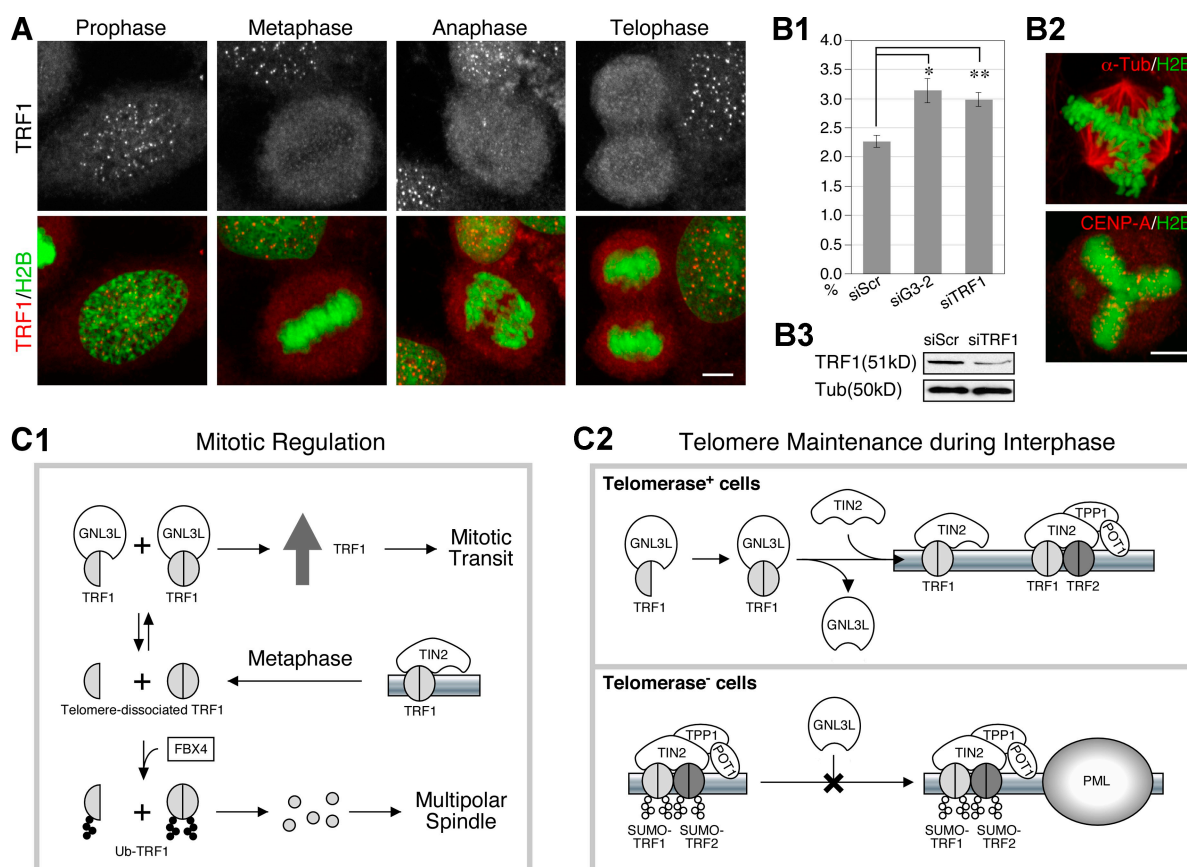 A
Prophase
Metaphase
Anaphase
Telophase
TRF1
TRF1/H2B
B1
4.0
3.5
3.0
2.5
2.0
1.5
1.0
0.5
0.0
%
*
**
siScr
siG3-2
siTRF1
B2
α-Tub/H2B
CENP-A/H2B
B3
siScr siTRF1
TRF1(51kD)
Tub(50kD)
C1
Mitotic Regulation
GNL3L
+
GNL3L
TRF1
TRF1
TRF1
Mitotic
Transit
+
Telomere-dissociated TRF1
Metaphase
TIN2
TRF1
FBX4
+
Ub-TRF1
Multipolar
Spindle
C2
Telomere Maintenance during Interphase
Telomerase+ cells
GNL3L
TRF1
GNL3L
TRF1
TIN2
GNL3L
TIN2
TRF1
TPP1
TIN2
POT1
TRF1
TRF2
Telomerase- cells
TPP1
TIN2
POT1
SUMO-
TRF1
SUMO-
TRF2
GNL3L
TPP1
TIN2
POT1
SUMO-
TRF1
SUMO-
TRF2
PML